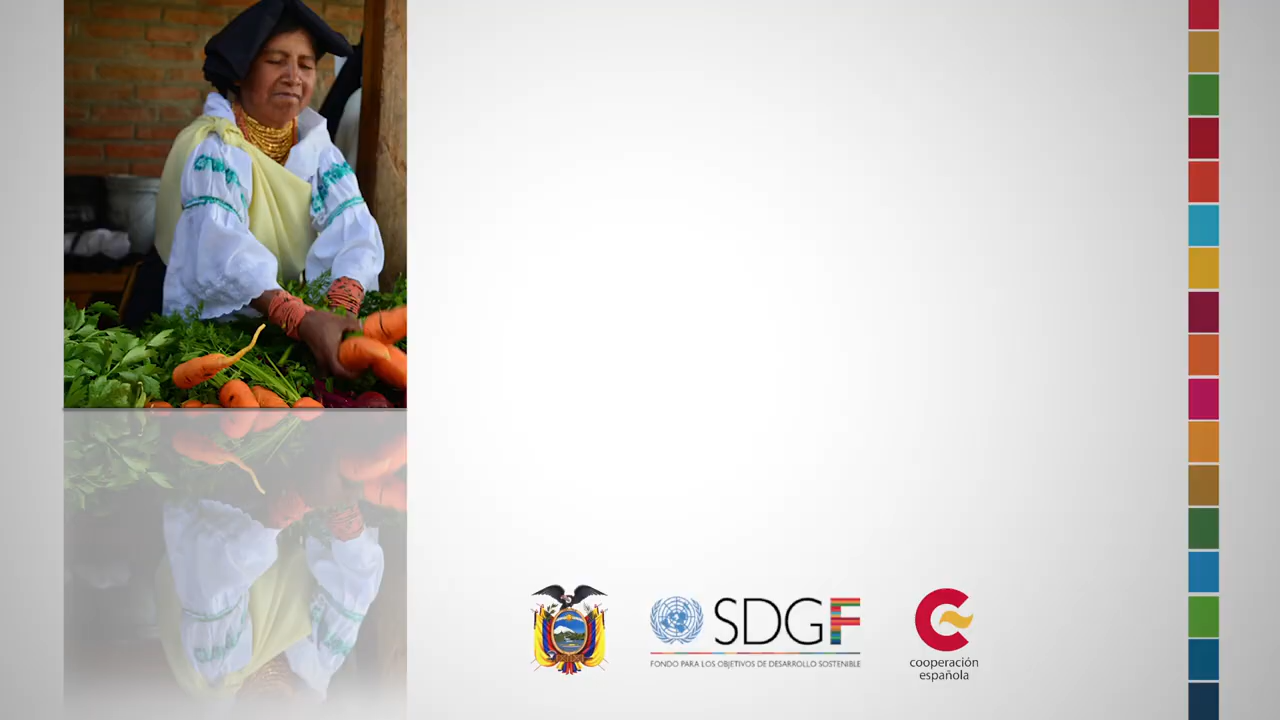 SDGF
FONDO PARA LOS OBJETIVOS DE DESARROLLO SOSTENIBLE
cooperación
española